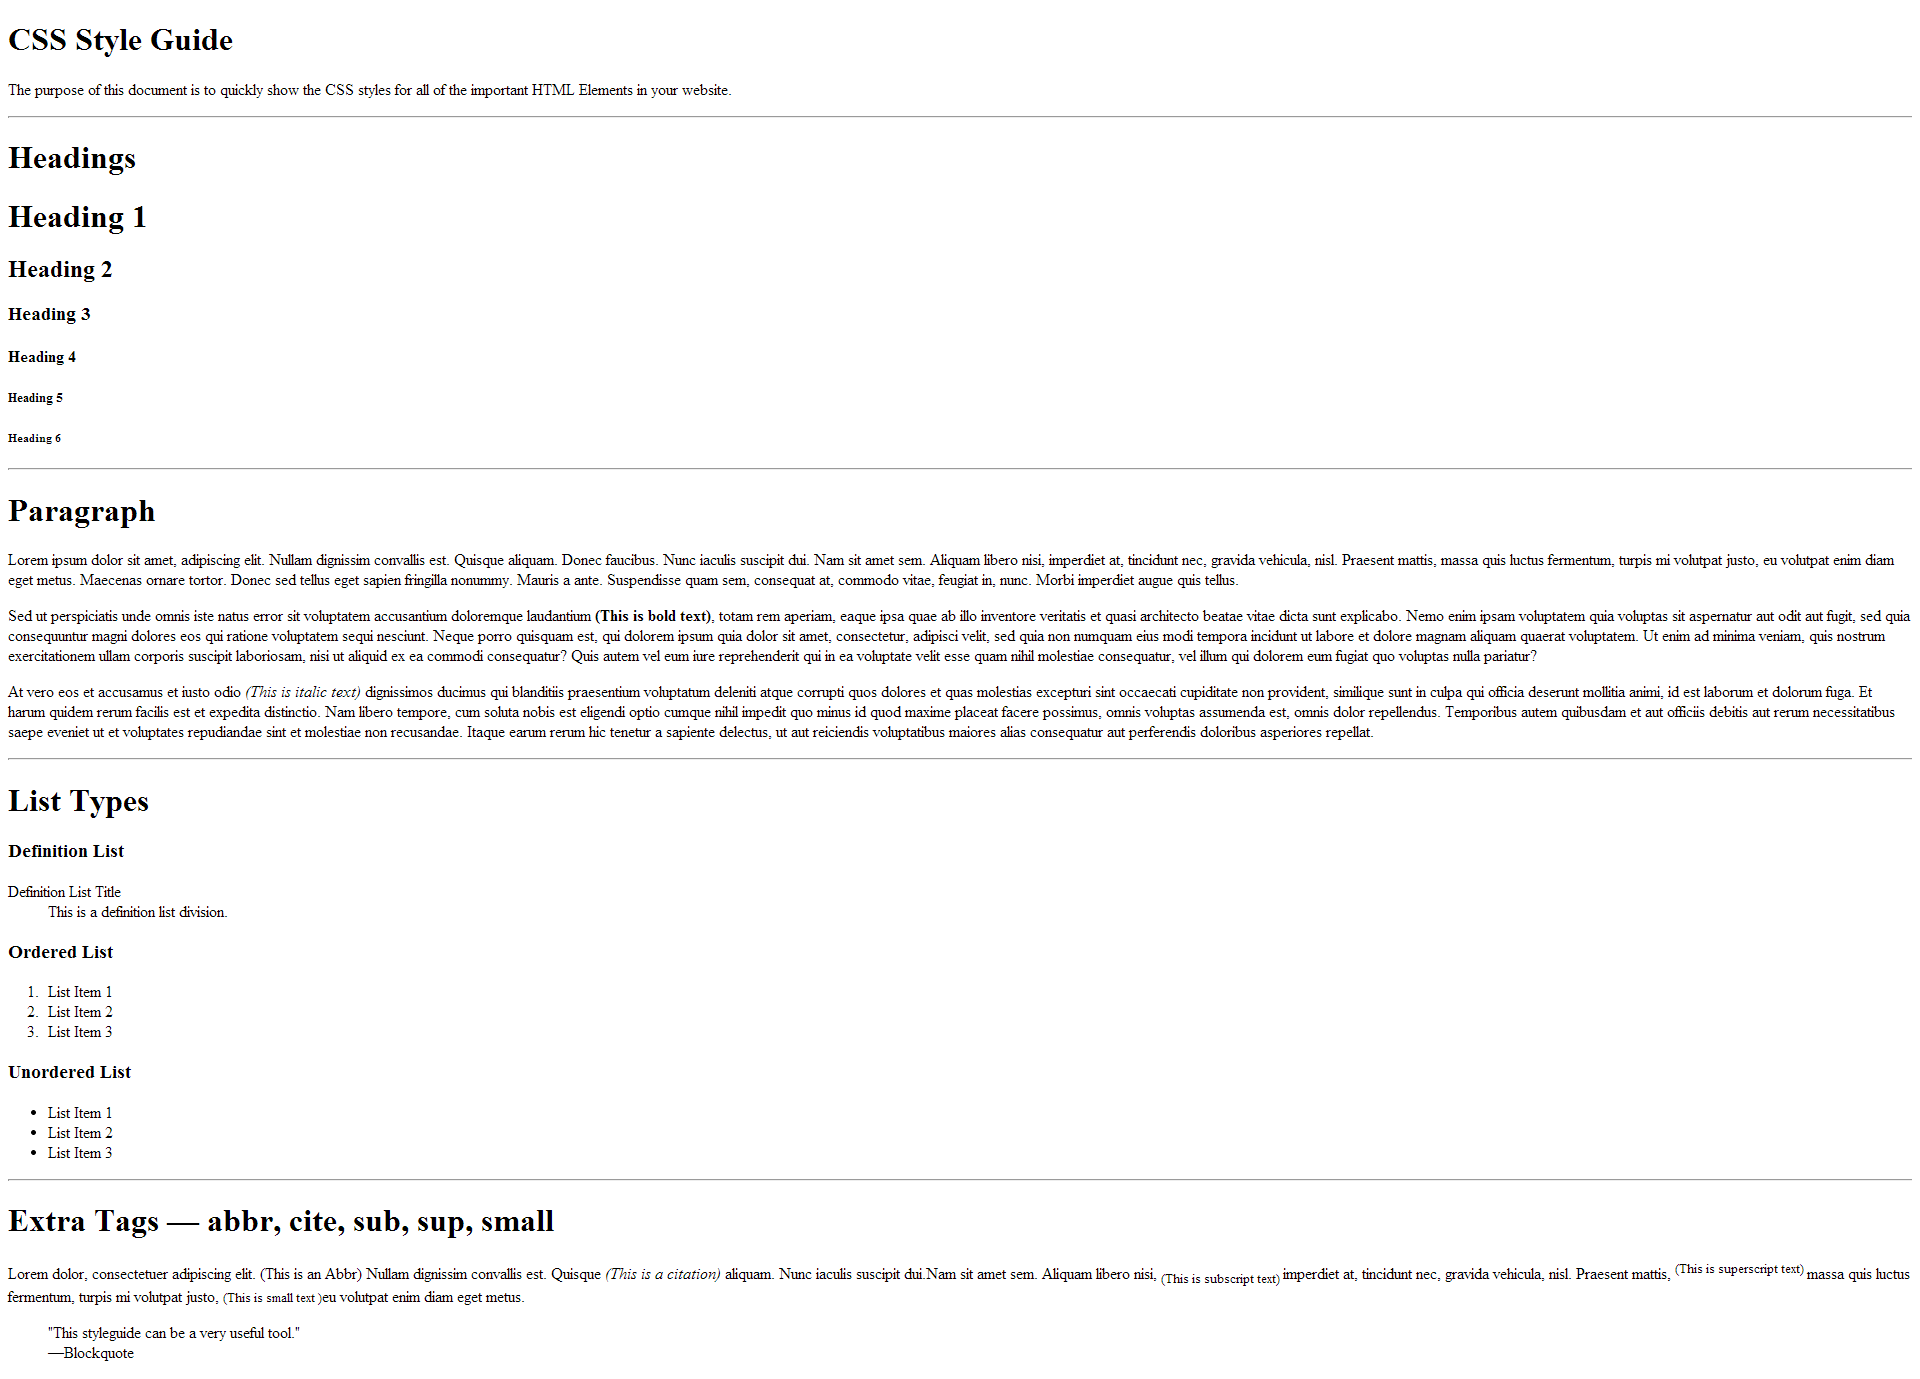 CSS Style Guide
The purpose of this document is to quickly show the CSS styles for all of the important HTML Elements in your website.
Headings
Heading 1
Heading 2
Heading 3
Heading 4
Heading 5
Heading 6
Paragraph
Lorem ipsum dolor sit amet, adipiscing elit. Nullam dignissim convallis est. Quisque aliquam. Donec faucibus. Nunc iaculis suscipit dui. Nam sit amet sem. Aliquam libero nisi, imperdiet at, tincidunt nec, gravida vehicula, nisl. Praesent mattis, massa quis luctus fermentum, turpis mi volutpat justo, eu volutpat enim diam
eget metus. Maecenas ornare tortor. Donec sed tellus eget sapien fringilla nonummy. Mauris a ante. Suspendisse quam sem, consequat at, commodo vitae, feugiat in, nunc. Morbi imperdiet augue quis tellus.
Sed ut perspiciatis unde omnis iste natus error sit voluptatem accusantium doloremque laudantium (This is bold text), totam rem aperiam, eaque ipsa quae ab illo inventore veritatis et quasi architecto beatae vitae dicta sunt explicabo. Nemo enim ipsam voluptatem quia voluptas sit aspernatur aut odit aut fugit, sed quia
consequuntur magni dolores eos qui ratione voluptatem sequi nesciunt. Neque porro quisquam est, qui dolorem ipsum quia dolor sit amet, consectetur, adipisci velit, sed quia non numquam eius modi tempora incidunt ut labore et dolore magnam aliquam quaerat voluptatem. Ut enim ad minima veniam, quis nostrum
exercitationem ullam corporis suscipit laboriosam, nisi ut aliquid ex ea commodi consequatur? Quis autem vel eum iure reprehenderit qui in ea voluptate velit esse quam nihil molestiae consequatur, vel illum qui dolorem eum fugiat quo voluptas nulla pariatur?
At vero eos et accusamus et iusto odio (This is italic text) dignissimos ducimus qui blanditiis praesentium voluptatum deleniti atque corrupti quos dolores et quas molestias excepturi sint occaecati cupiditate non provident, similique sunt in culpa qui officia deserunt mollitia animi, id est laborum et dolorum fuga. Et
harum quidem rerum facilis est et expedita distinctio. Nam libero tempore, cum soluta nobis est eligendi optio cumque nihil impedit quo minus id quod maxime placeat facere possimus, omnis voluptas assumenda est, omnis dolor repellendus. Temporibus autem quibusdam et aut officiis debitis aut rerum necessitatibus
saepe eveniet ut et voluptates repudiandae sint et molestiae non recusandae. Itaque earum rerum hic tenetur a sapiente delectus, ut aut reiciendis voluptatibus maiores alias consequatur aut perferendis doloribus asperiores repellat.
List Types
Definition List
Definition List Title
This is a definition list division.
Ordered List
1. List Item 1
2. List Item 2
3. List Item 3
Unordered List
• List Item 1
• List Item 2
• List Item 3
Extra Tags — abbr, cite, sub, sup, small
Lorem dolor, consectetuer adipiscing elit. (This is an Abbr) Nullam dignissim convallis est. Quisque (This is a citation) aliquam. Nunc iaculis suscipit dui.Nam sit amet sem. Aliquam libero nisi, (This is subscript text) imperdiet at, tincidunt nec, gravida vehicula, nisl. Praesent mattis, (This is superscript text) massa quis luctus
fermentum, turpis mi volutpat justo, (This is small text )eu volutpat enim diam eget metus.
"This styleguide can be a very useful tool."
—Blockquote